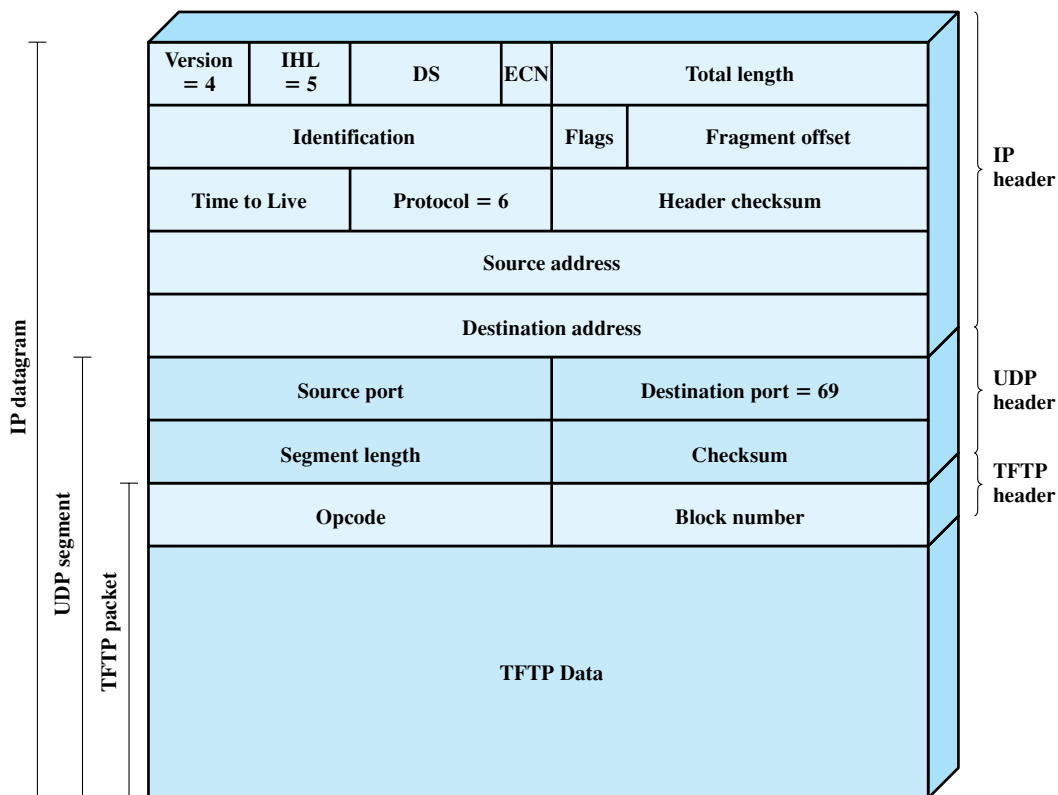 Version = 4
IHL = 5
DS
ECN
Total length
Identification
Flags
Fragment offset
Time to Live
Protocol = 6
Header checksum
Source address
Destination address
Source port
Destination port = 69
Segment length
Checksum
Opcode
Block number
TFTP Data
IP datagram
UDP segment
TFTP packet
IP header
UDP header
TFTP header